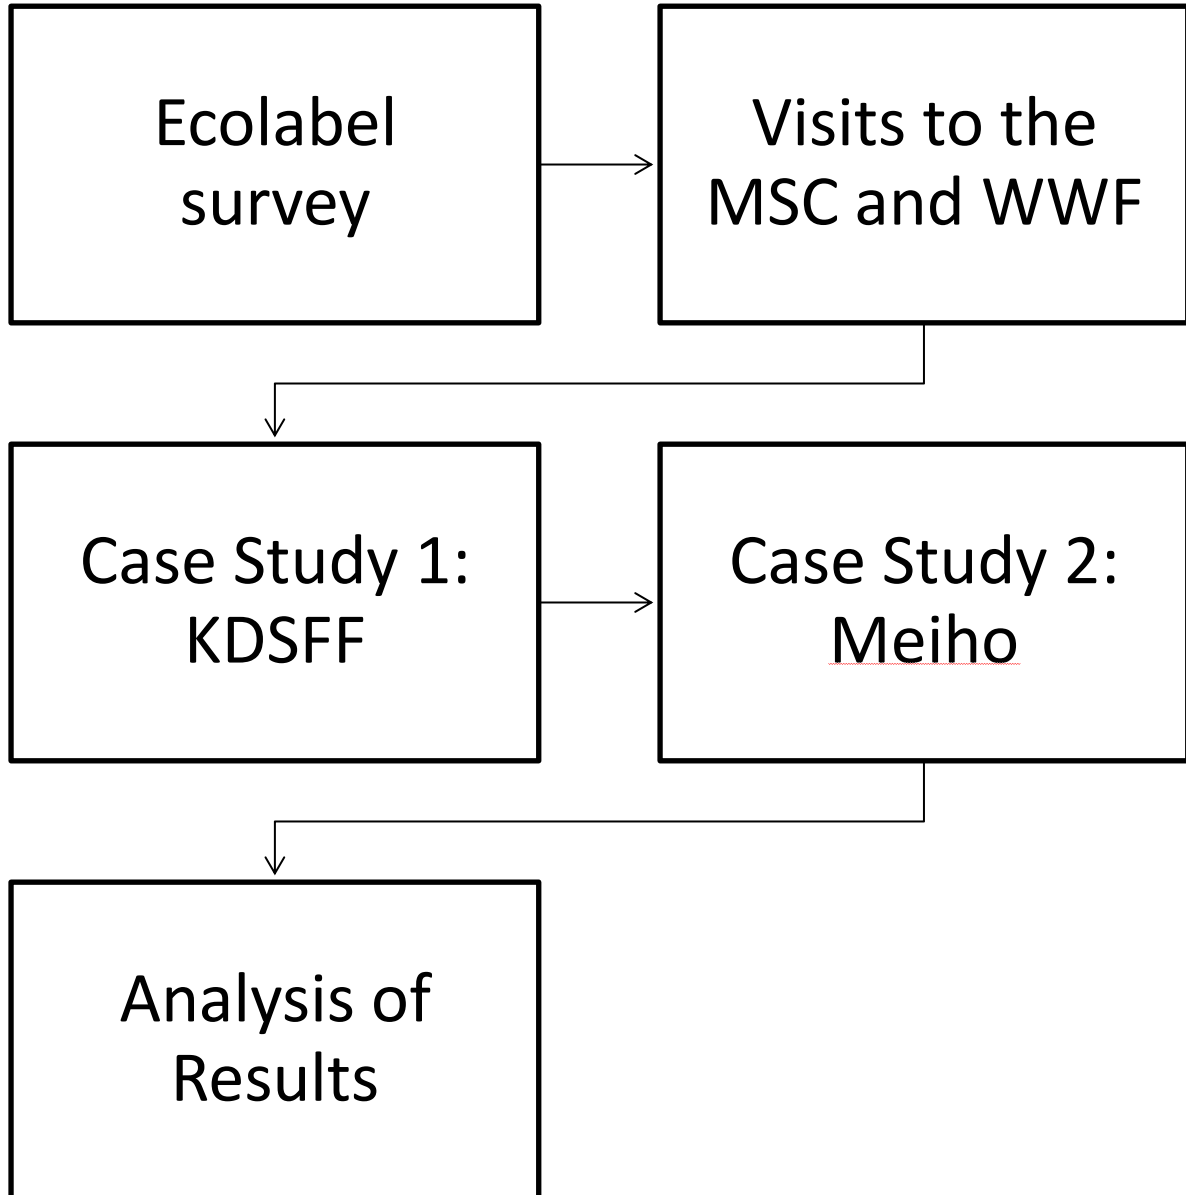 Ecolabel
survey
Visits to the
MSC and WWF
Case Study 1:
KDSFF
Case Study 2:
Meiho
Analysis of
Results